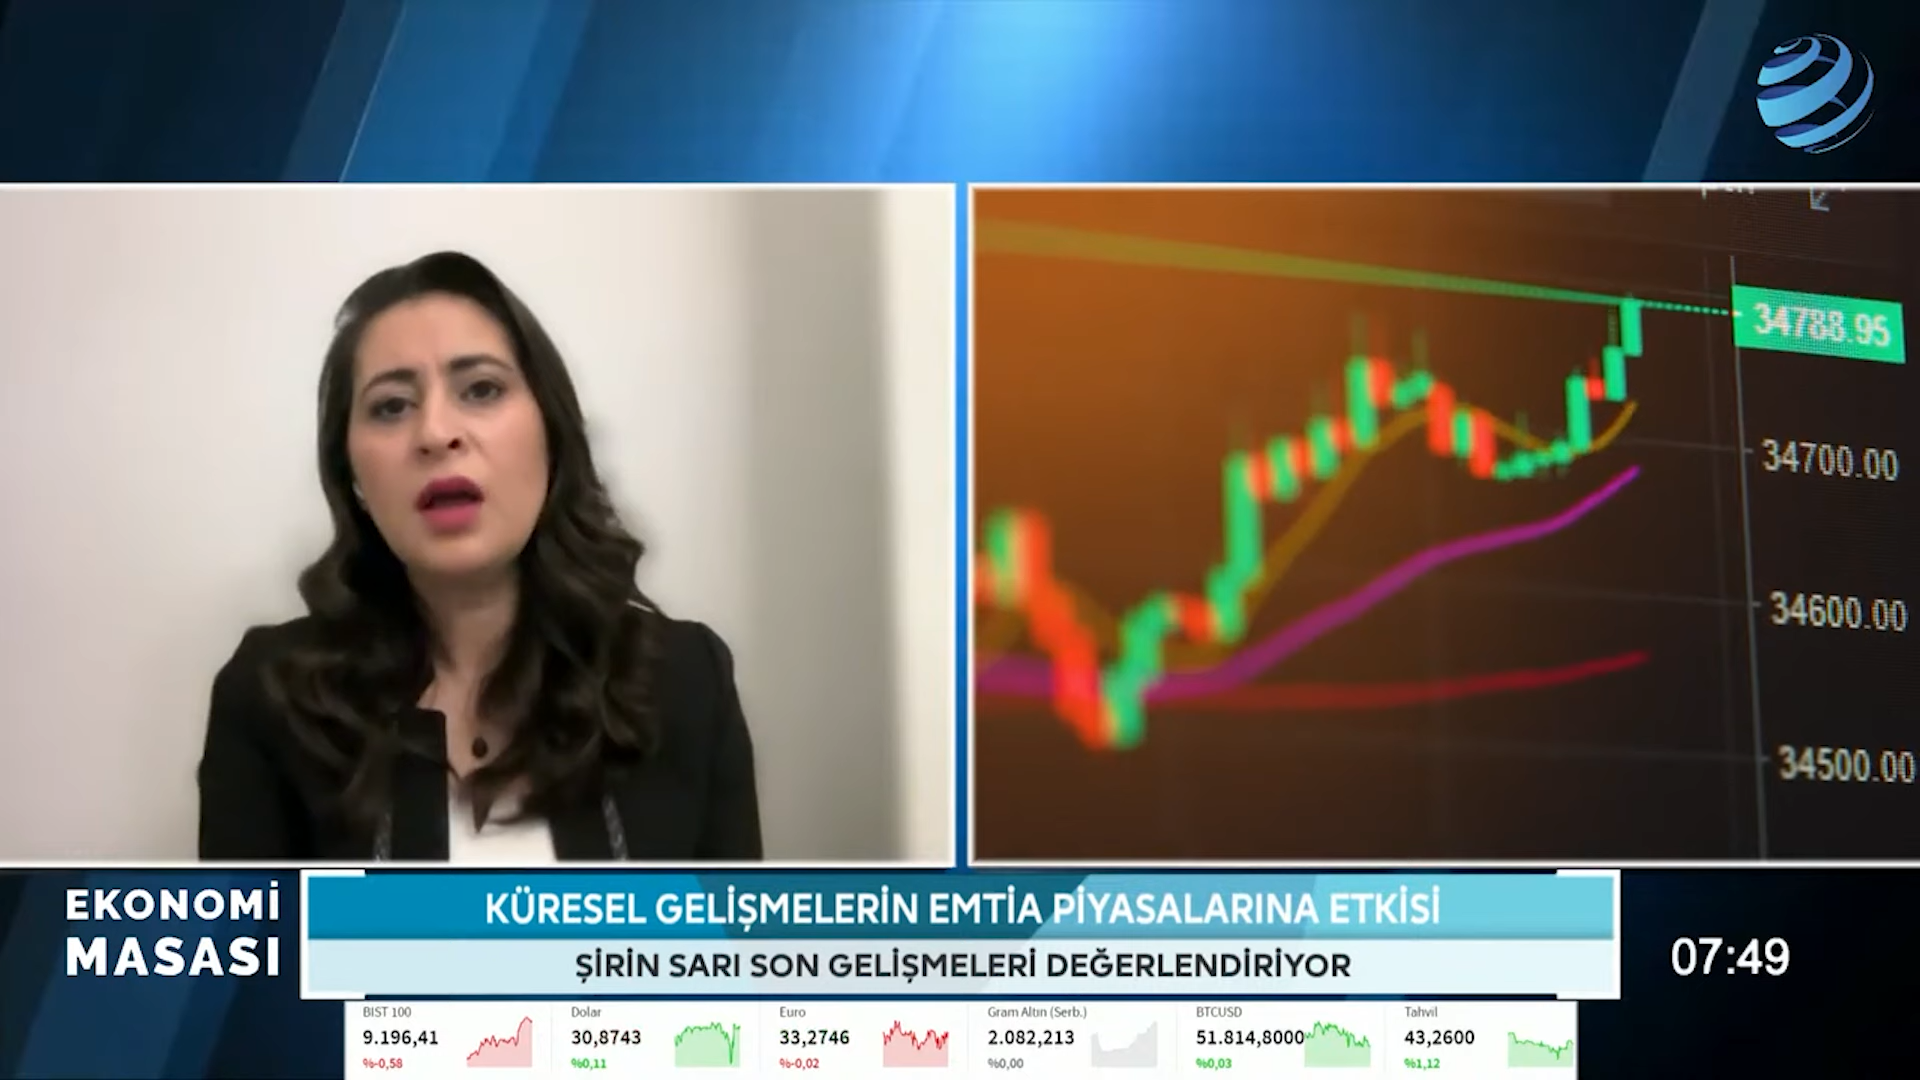 34788.95
34700.00
34600.00
34500.00
EKONOMİ
MASASI
KÜRESEL GELİŞMELERİN EMTİA PİYASALARINA ETKİSİ
ŞİRİN SARI SON GELİŞMELERİ DEĞERLENDİRİYOR
07:49
BIST 100
9.196,41
%-0,58
Dolar
30,8743
%0,11
Euro
33,2746
%-0,02
Gram Altın (Serb.)
2.082,213
%0,00
BTCUSD
51.814,8000
%0,03
Tahvil
43,2600
%1,12